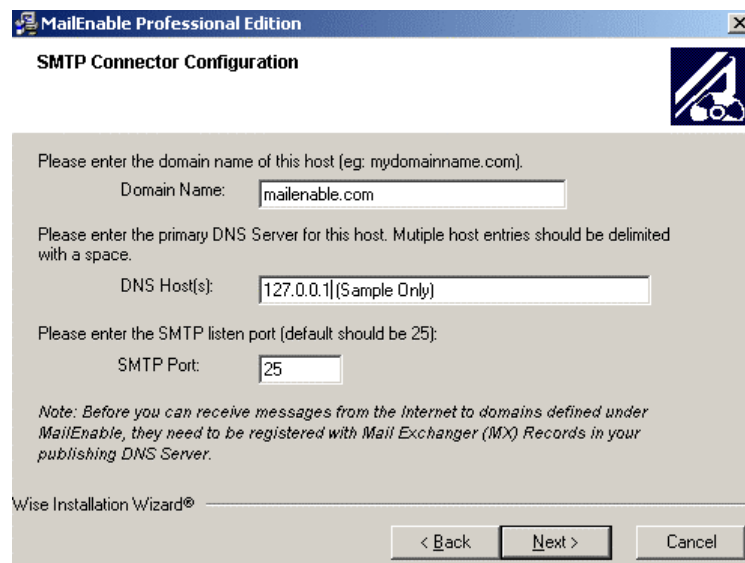 MailEnable Professional Edition
SMTP Connector Configuration
Please enter the domain name of this host (eg: mydomainname.com).
Domain Name: mailenable.com
Please enter the primary DNS Server for this host. Mutiple host entries should be delimited
with a space.
DNS Host(s): 127.0.0.1 (Sample Only)
Please enter the SMTP listen port (default should be 25):
SMTP Port: 25
Note: Before you can receive messages from the Internet to domains defined under
MailEnable, they need to be registered with Mail Exchanger (MX) Records in your
publishing DNS Server.
Wise Installation Wizard®
< Back Next > Cancel